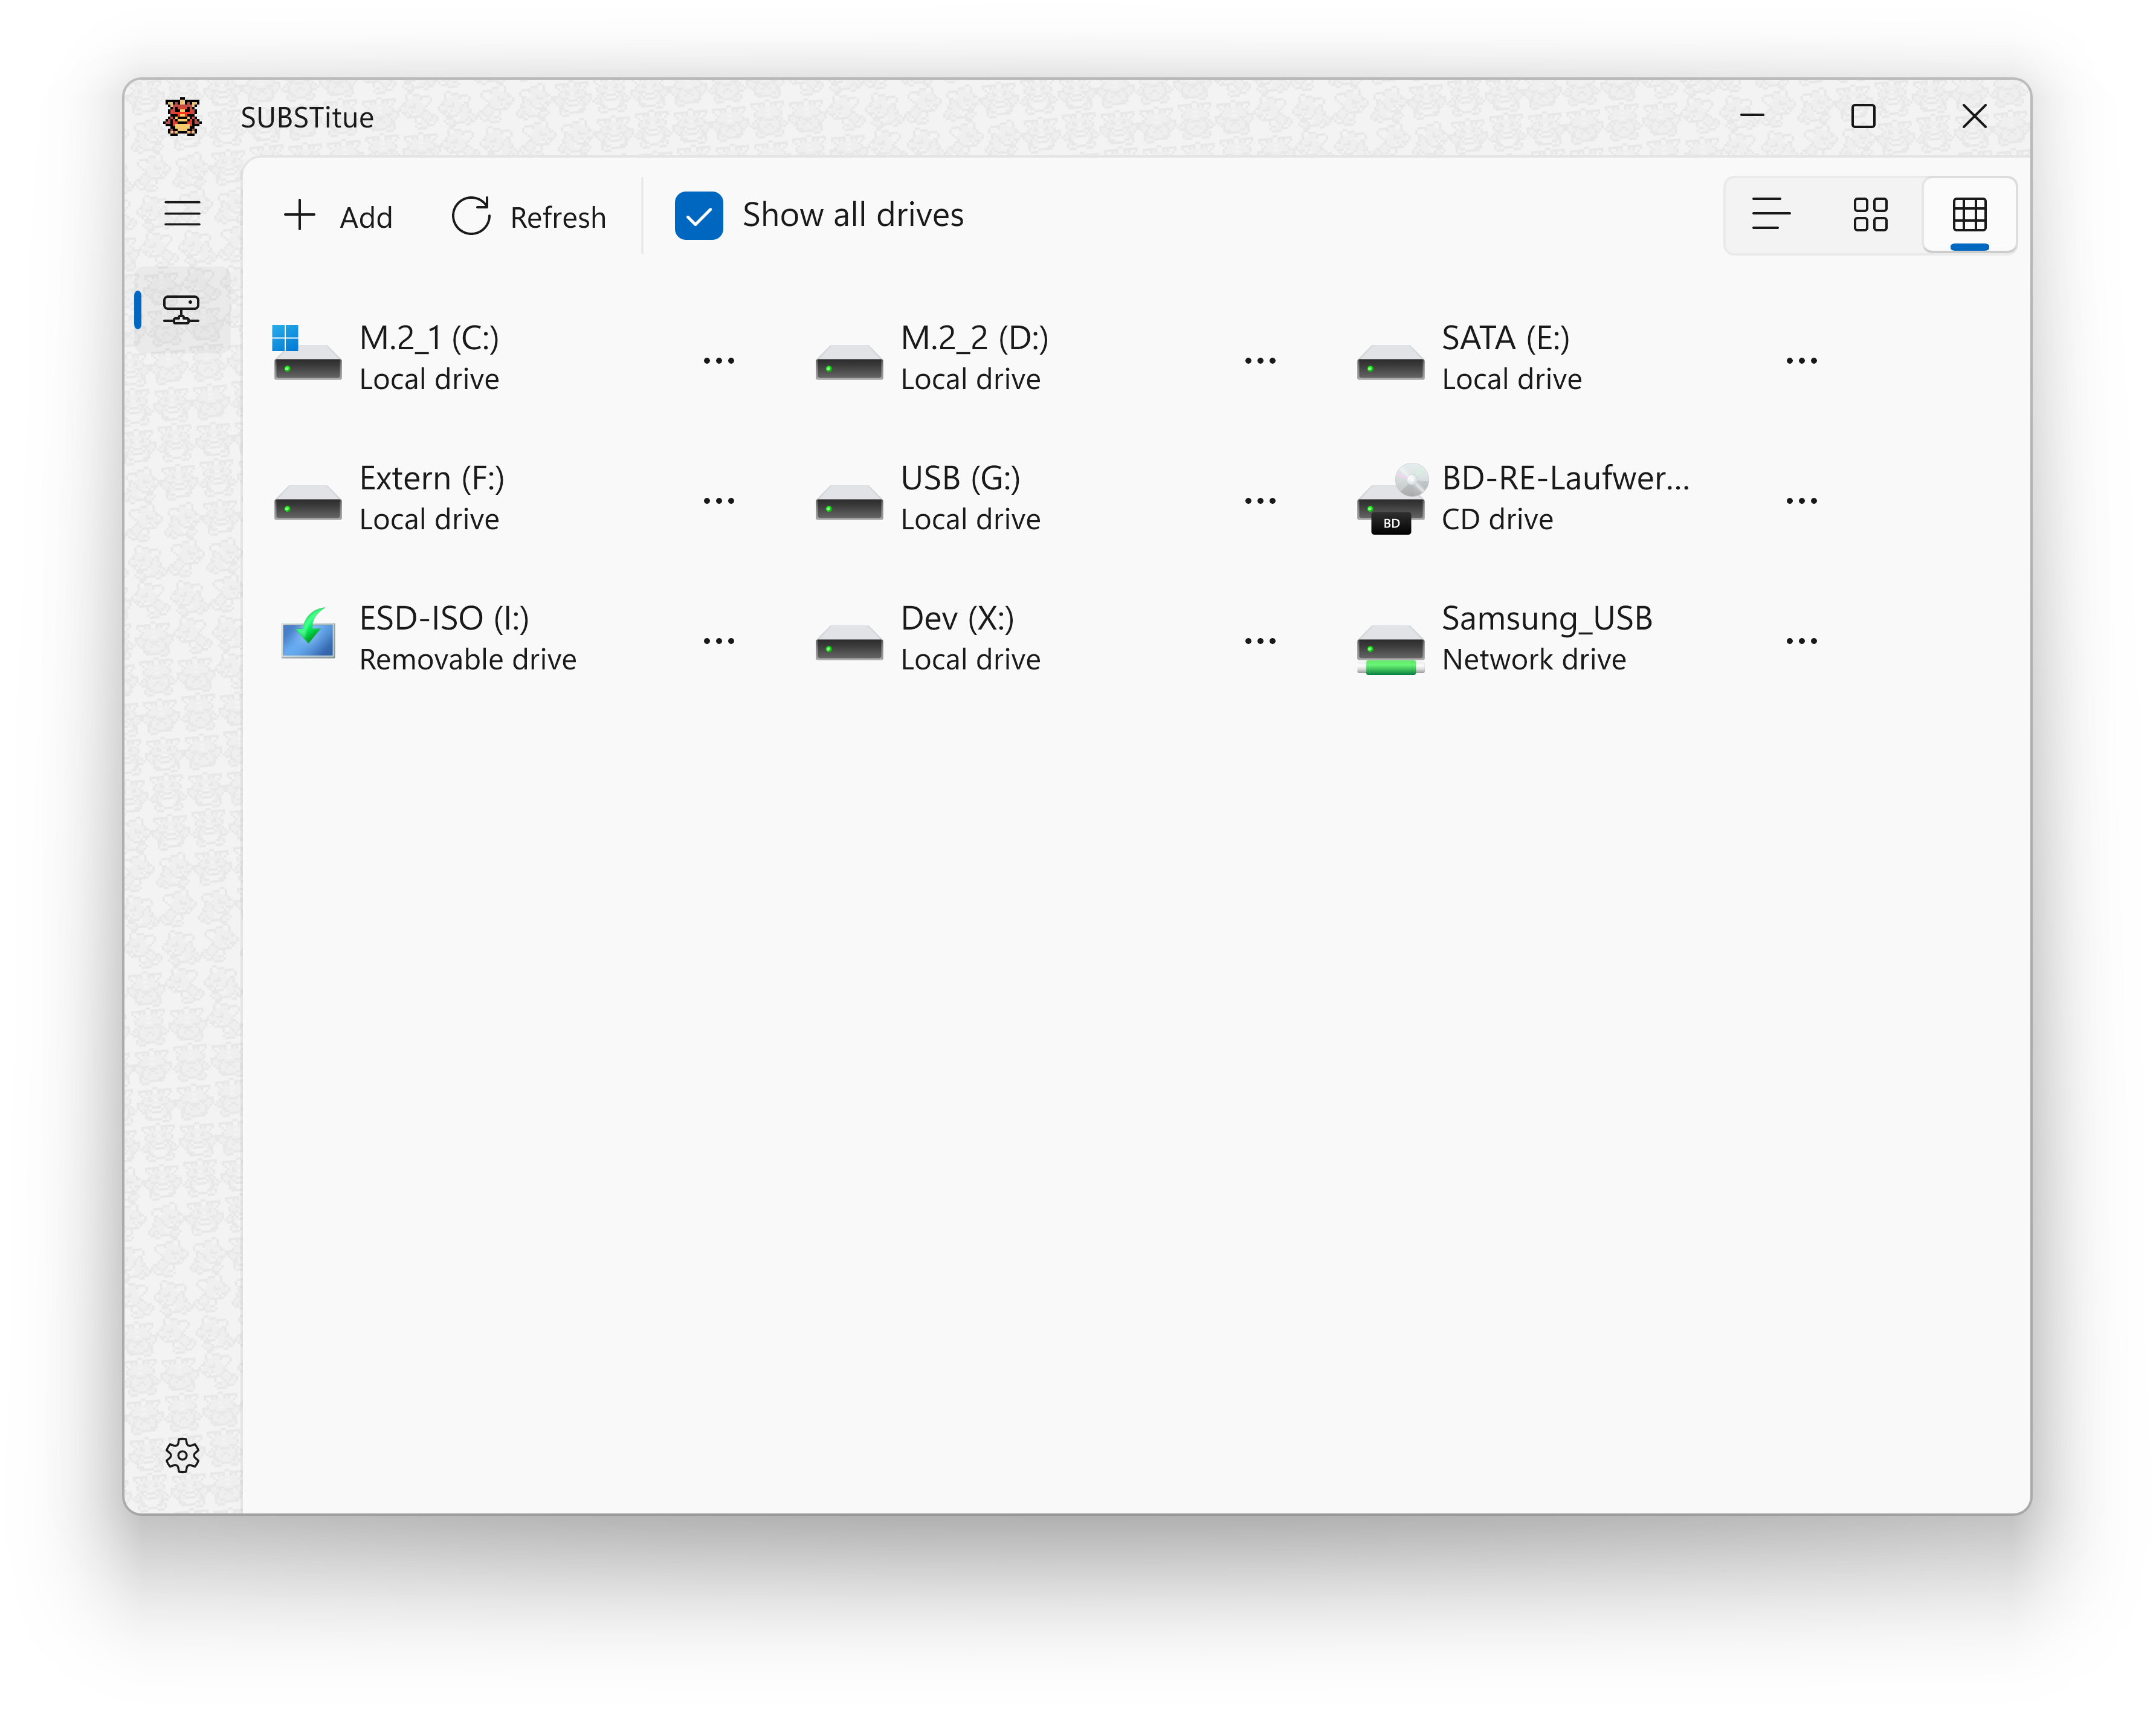 SUBSTitue
Add
Refresh
Show all drives
M.2_1 (C:)
Local drive
M.2_2 (D:)
Local drive
SATA (E:)
Local drive
Extern (F:)
Local drive
USB (G:)
Local drive
BD
BD-RE-Laufwer...
CD drive
ESD-ISO (I:)
Removable drive
Dev (X:)
Local drive
Samsung_USB
Network drive